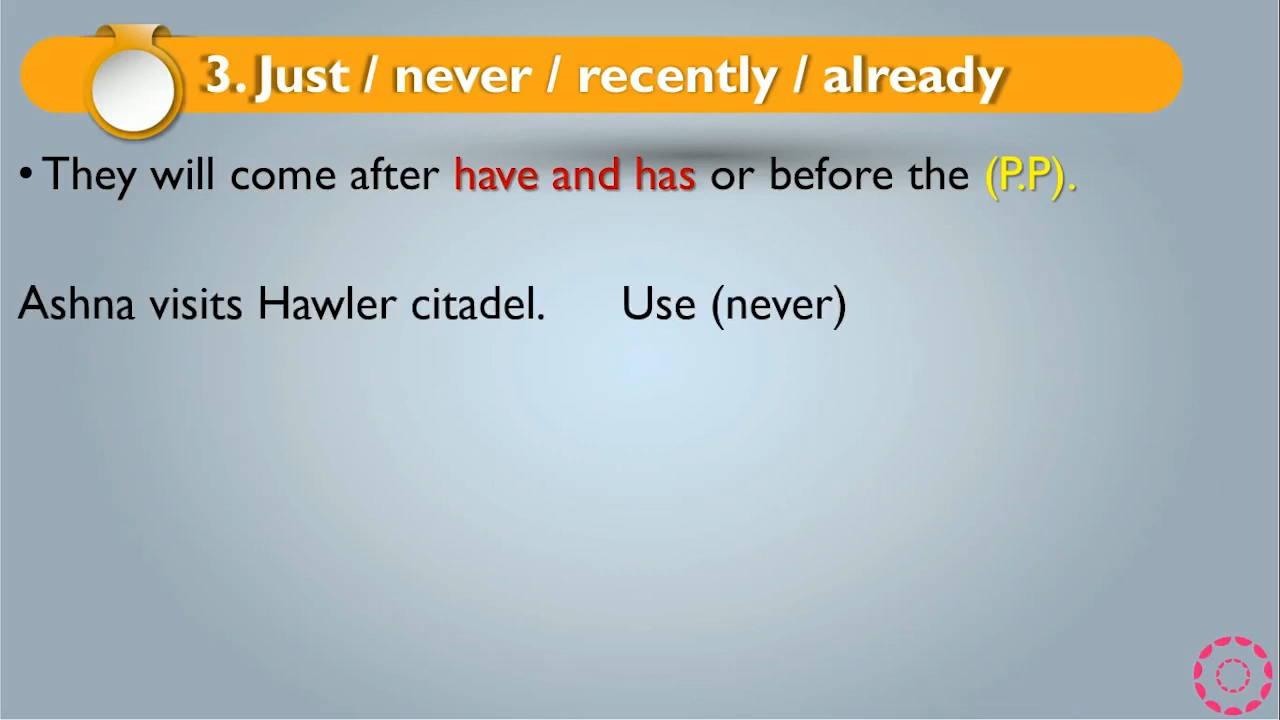 3. Just / never / recently / already
• They will come after have and has or before the (P.P).
Ashna visits Hawler citadel. Use (never)